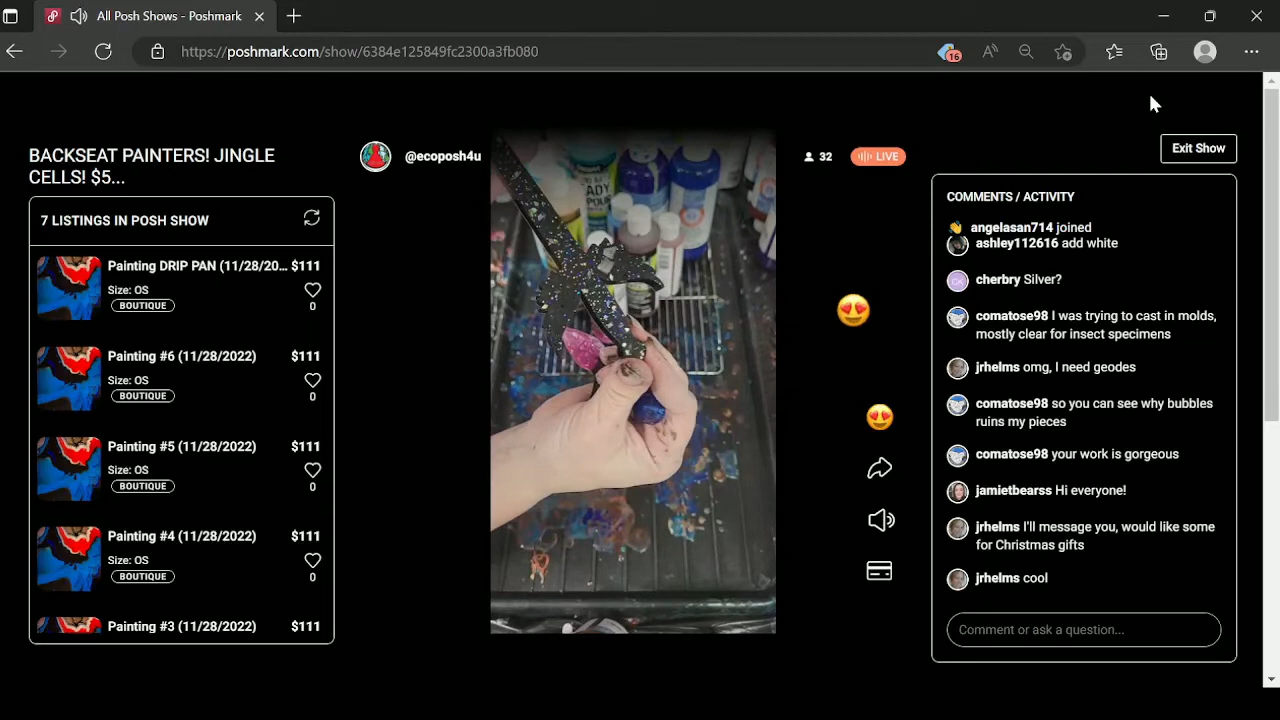 All Posh Shows - Poshmark
https://poshmark.com/show/6384e125849fc2300a3fb080
16
BACKSEAT PAINTERS! JINGLE
CELLS! $5...
@ecoposh4u
32
LIVE
Exit Show
7 LISTINGS IN POSH SHOW
Painting DRIP PAN (11/28/20... $111
Size: OS
BOUTIQUE
0
Painting #6 (11/28/2022) $111
Size: OS
BOUTIQUE
0
Painting #5 (11/28/2022) $111
Size: OS
BOUTIQUE
0
Painting #4 (11/28/2022) $111
Size: OS
BOUTIQUE
0
Painting #3 (11/28/2022) $111
COMMENTS / ACTIVITY
angelasan714 joined
ashley112616 add white
cherbry Silver?
comatose98 I was trying to cast in molds,
mostly clear for insect specimens
jrhelms omg, I need geodes
comatose98 so you can see why bubbles
ruins my pieces
comatose98 your work is gorgeous
jamietbearss Hi everyone!
jrhelms I'll message you, would like some
for Christmas gifts
jrhelms cool
Comment or ask a question...